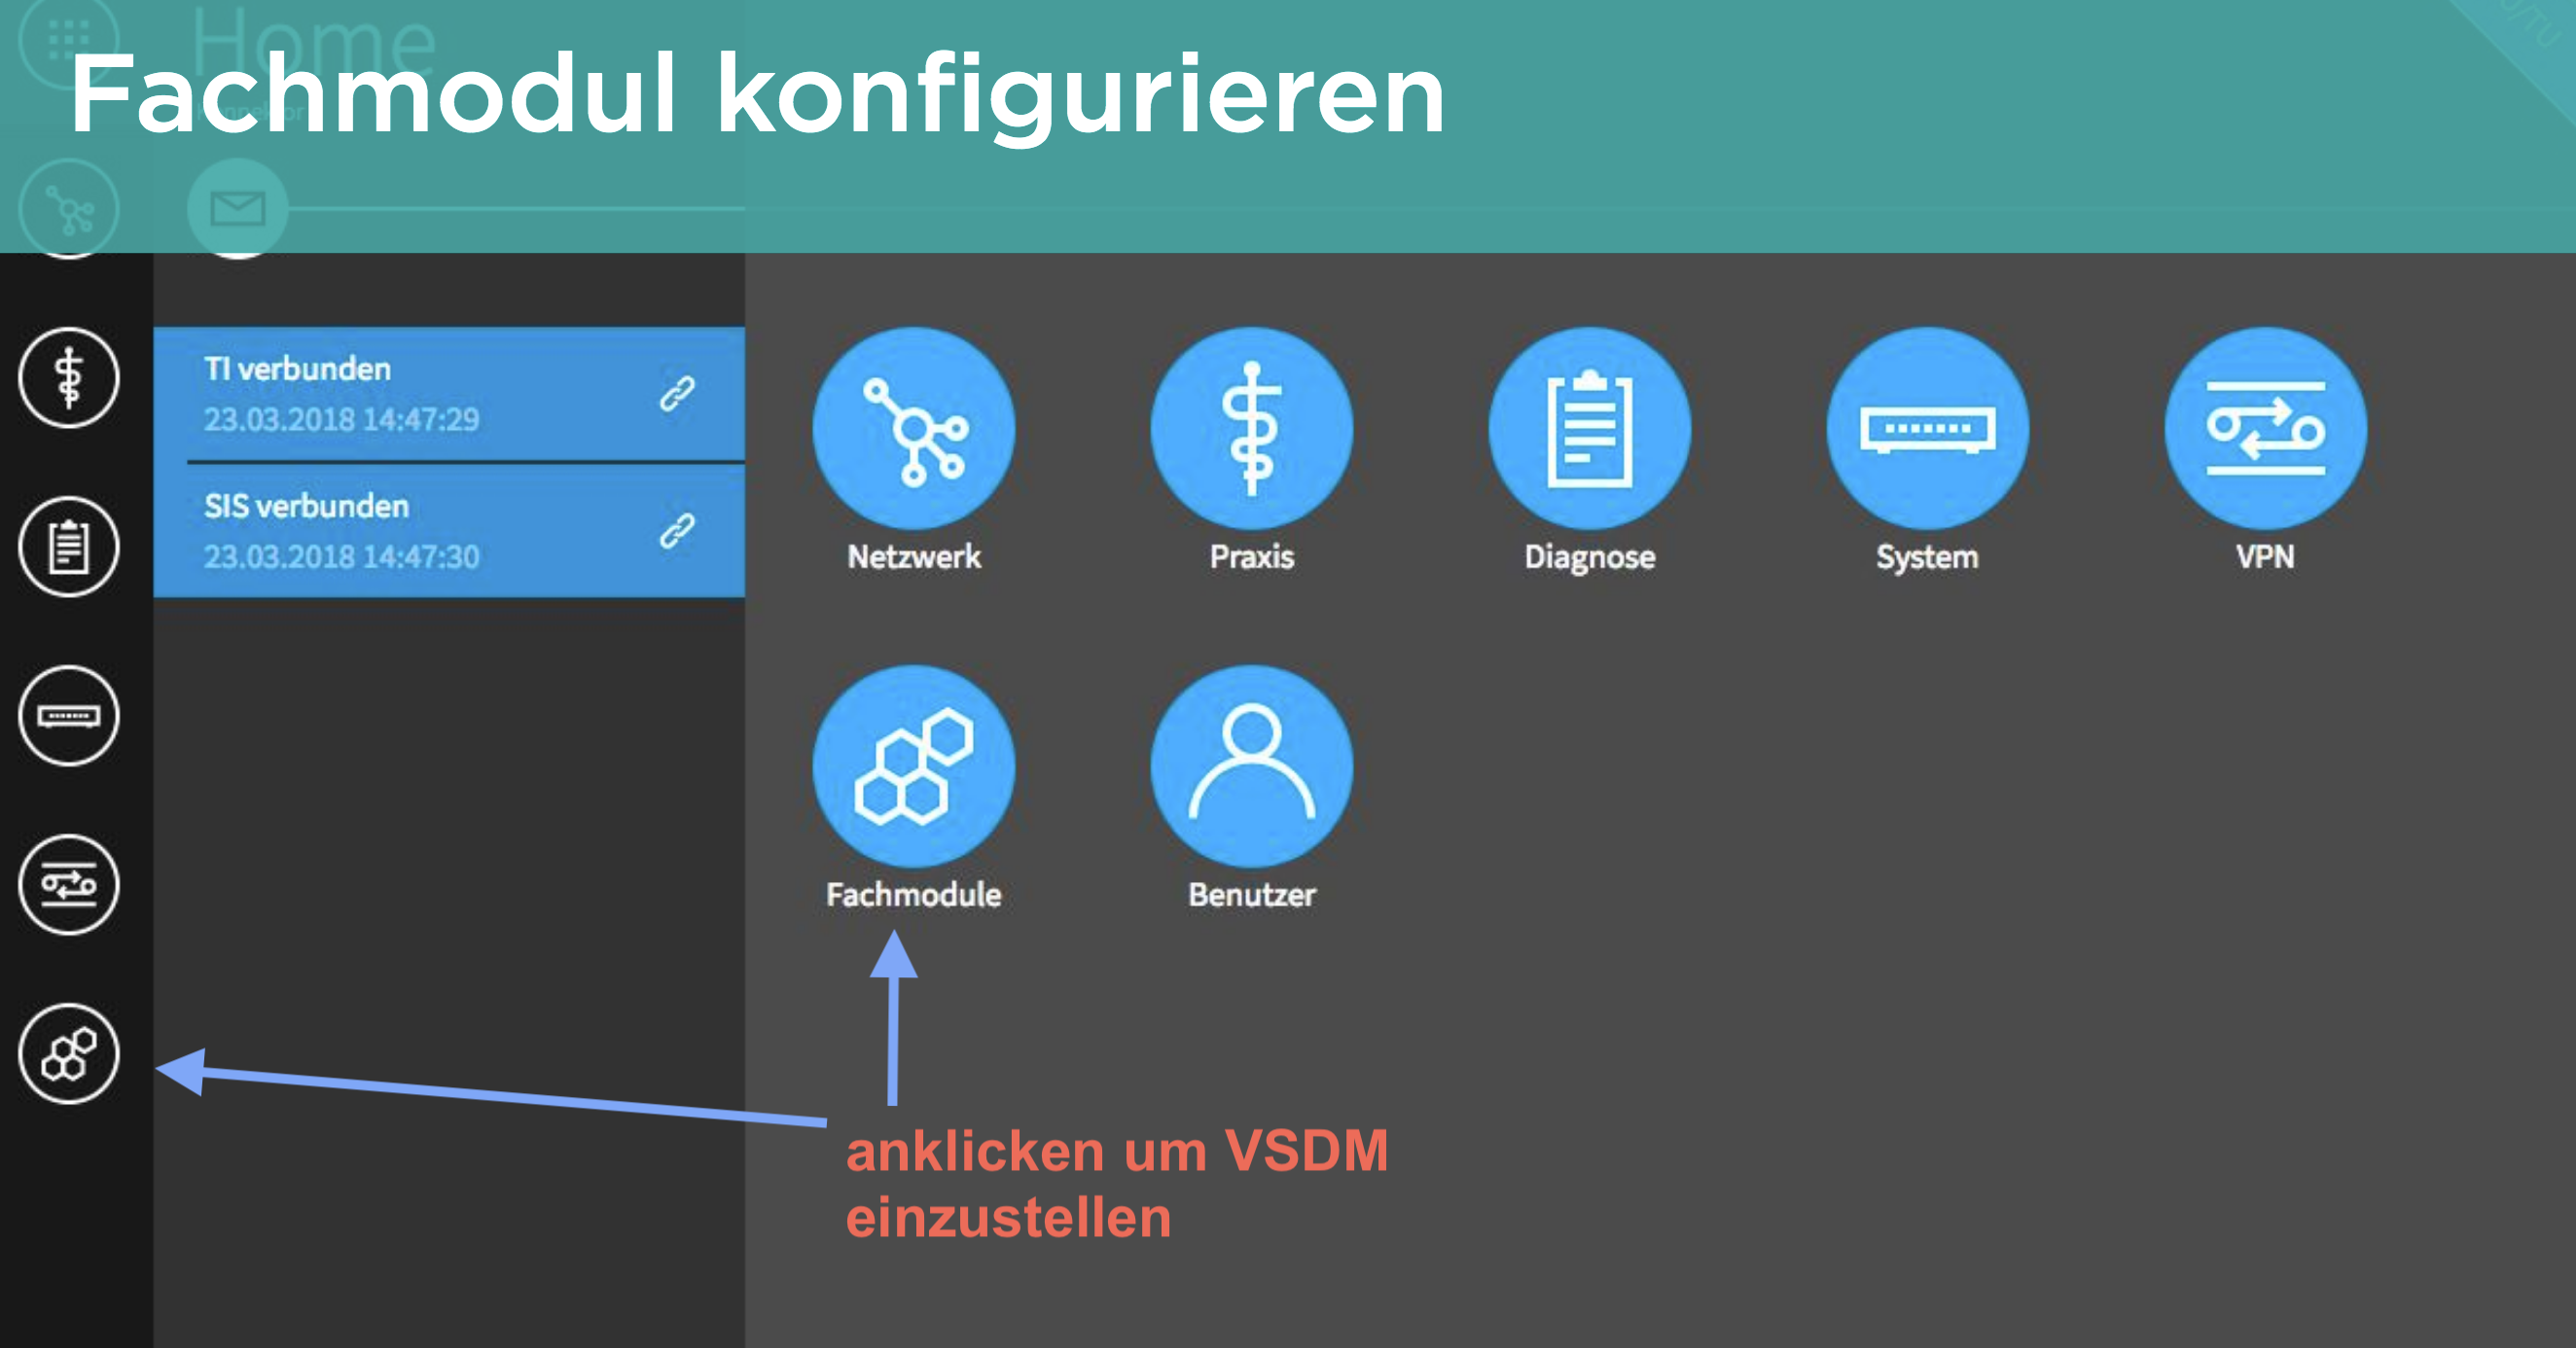 Home
Fachmodul konfigurieren
TI verbunden
23.03.2018 14:47:29
SIS verbunden
23.03.2018 14:47:30
Netzwerk
Praxis
Diagnose
System
VPN
Fachmodule
Benutzer
anklicken um VSDM
einzustellen